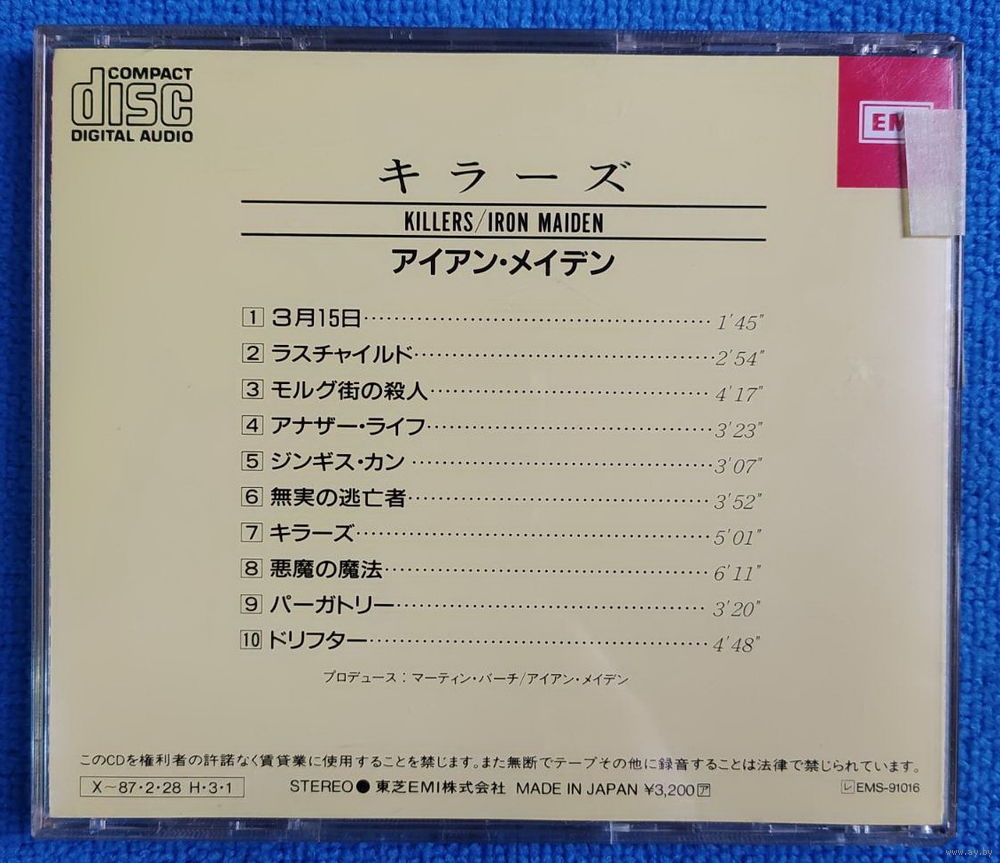 COMPACT
disc
DIGITAL AUDIO
EM
キラーズ
KILLERS/IRON MAIDEN
アイアン・メイデン
1 3月15日 1'45"
2 ラスチャイルド 2'54"
3 モルグ街の殺人 4'17"
4 アナザー・ライフ 3'23"
5 ジンギス・カン 3'07"
6 無実の逃亡者 3'52"
7 キラーズ 5'01"
8 悪魔の魔法 6'11"
9 パーガトリー 3'20"
10 ドリフター 4'48"
プロデュース：マーティン・バーチ/アイアン・メイデン
このCDを権利者の許諾なく賃貸業に使用することを禁じます。また無断でテープその他に録音することは法律で禁じられています。
X～87・2・28 H・3・1 STEREO● 東芝EMI株式会社 MADE IN JAPAN ¥3,200 ア レ EMS-91016
www.ay.by